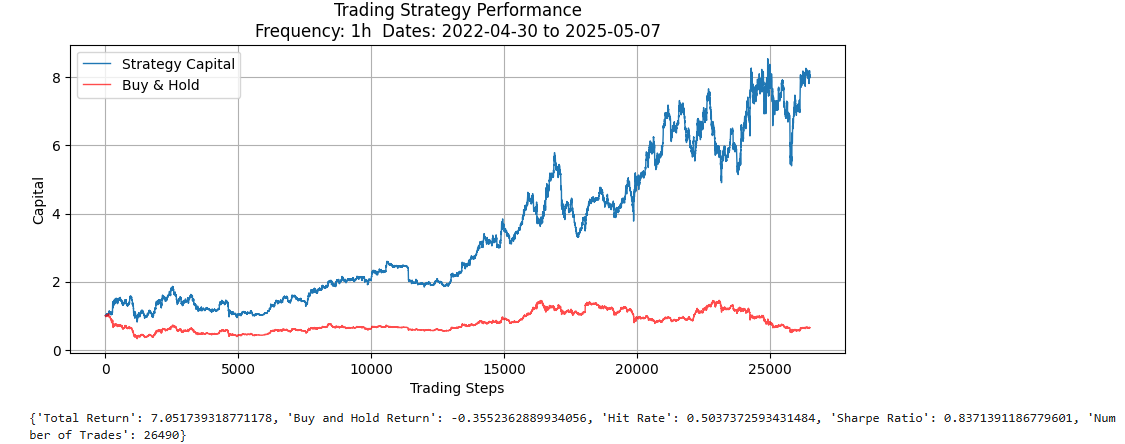 Trading Strategy Performance
Frequency: 1h  Dates: 2022-04-30 to 2025-05-07
Strategy Capital
Buy & Hold
Capital
8
6
4
2
0
0 5000 10000 15000 20000 25000
Trading Steps
{'Total Return': 7.051739318771178, 'Buy and Hold Return': -0.3552362889934056, 'Hit Rate': 0.5037372593431484, 'Sharpe Ratio': 0.8371391186779601, 'Num
ber of Trades': 26490}